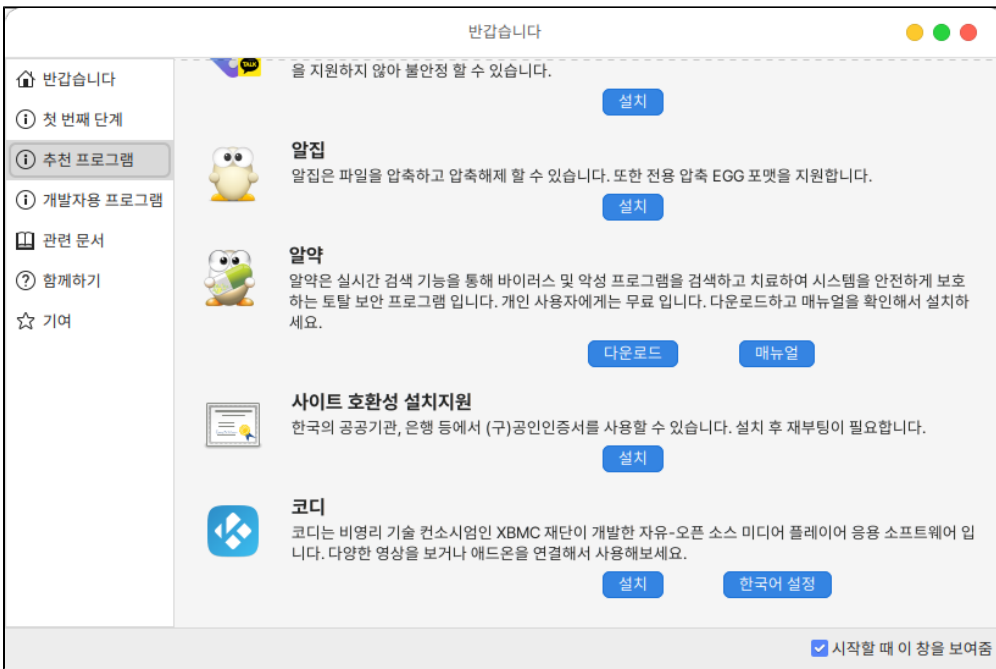 반갑습니다
반갑습니다
첫 번째 단계
추천 프로그램
개발자용 프로그램
관련 문서
함께하기
기여
TALK
을 지원하지 않아 불안정 할 수 있습니다.
설치
알집
알집은 파일을 압축하고 압축해제 할 수 있습니다. 또한 전용 압축 EGG 포맷을 지원합니다.
설치
알약
알약은 실시간 검색 기능을 통해 바이러스 및 악성 프로그램을 검색하고 치료하여 시스템을 안전하게 보호
하는 토탈 보안 프로그램 입니다. 개인 사용자에게는 무료 입니다. 다운로드하고 매뉴얼을 확인해서 설치하
세요.
다운로드 매뉴얼
사이트 호환성 설치지원
한국의 공공기관, 은행 등에서 (구)공인인증서를 사용할 수 있습니다. 설치 후 재부팅이 필요합니다.
설치
코디
코디는 비영리 기술 컨소시엄인 XBMC 재단이 개발한 자유-오픈 소스 미디어 플레이어 응용 소프트웨어 입
니다. 다양한 영상을 보거나 애드온을 연결해서 사용해보세요.
설치 한국어 설정
시작할 때 이 창을 보여줌